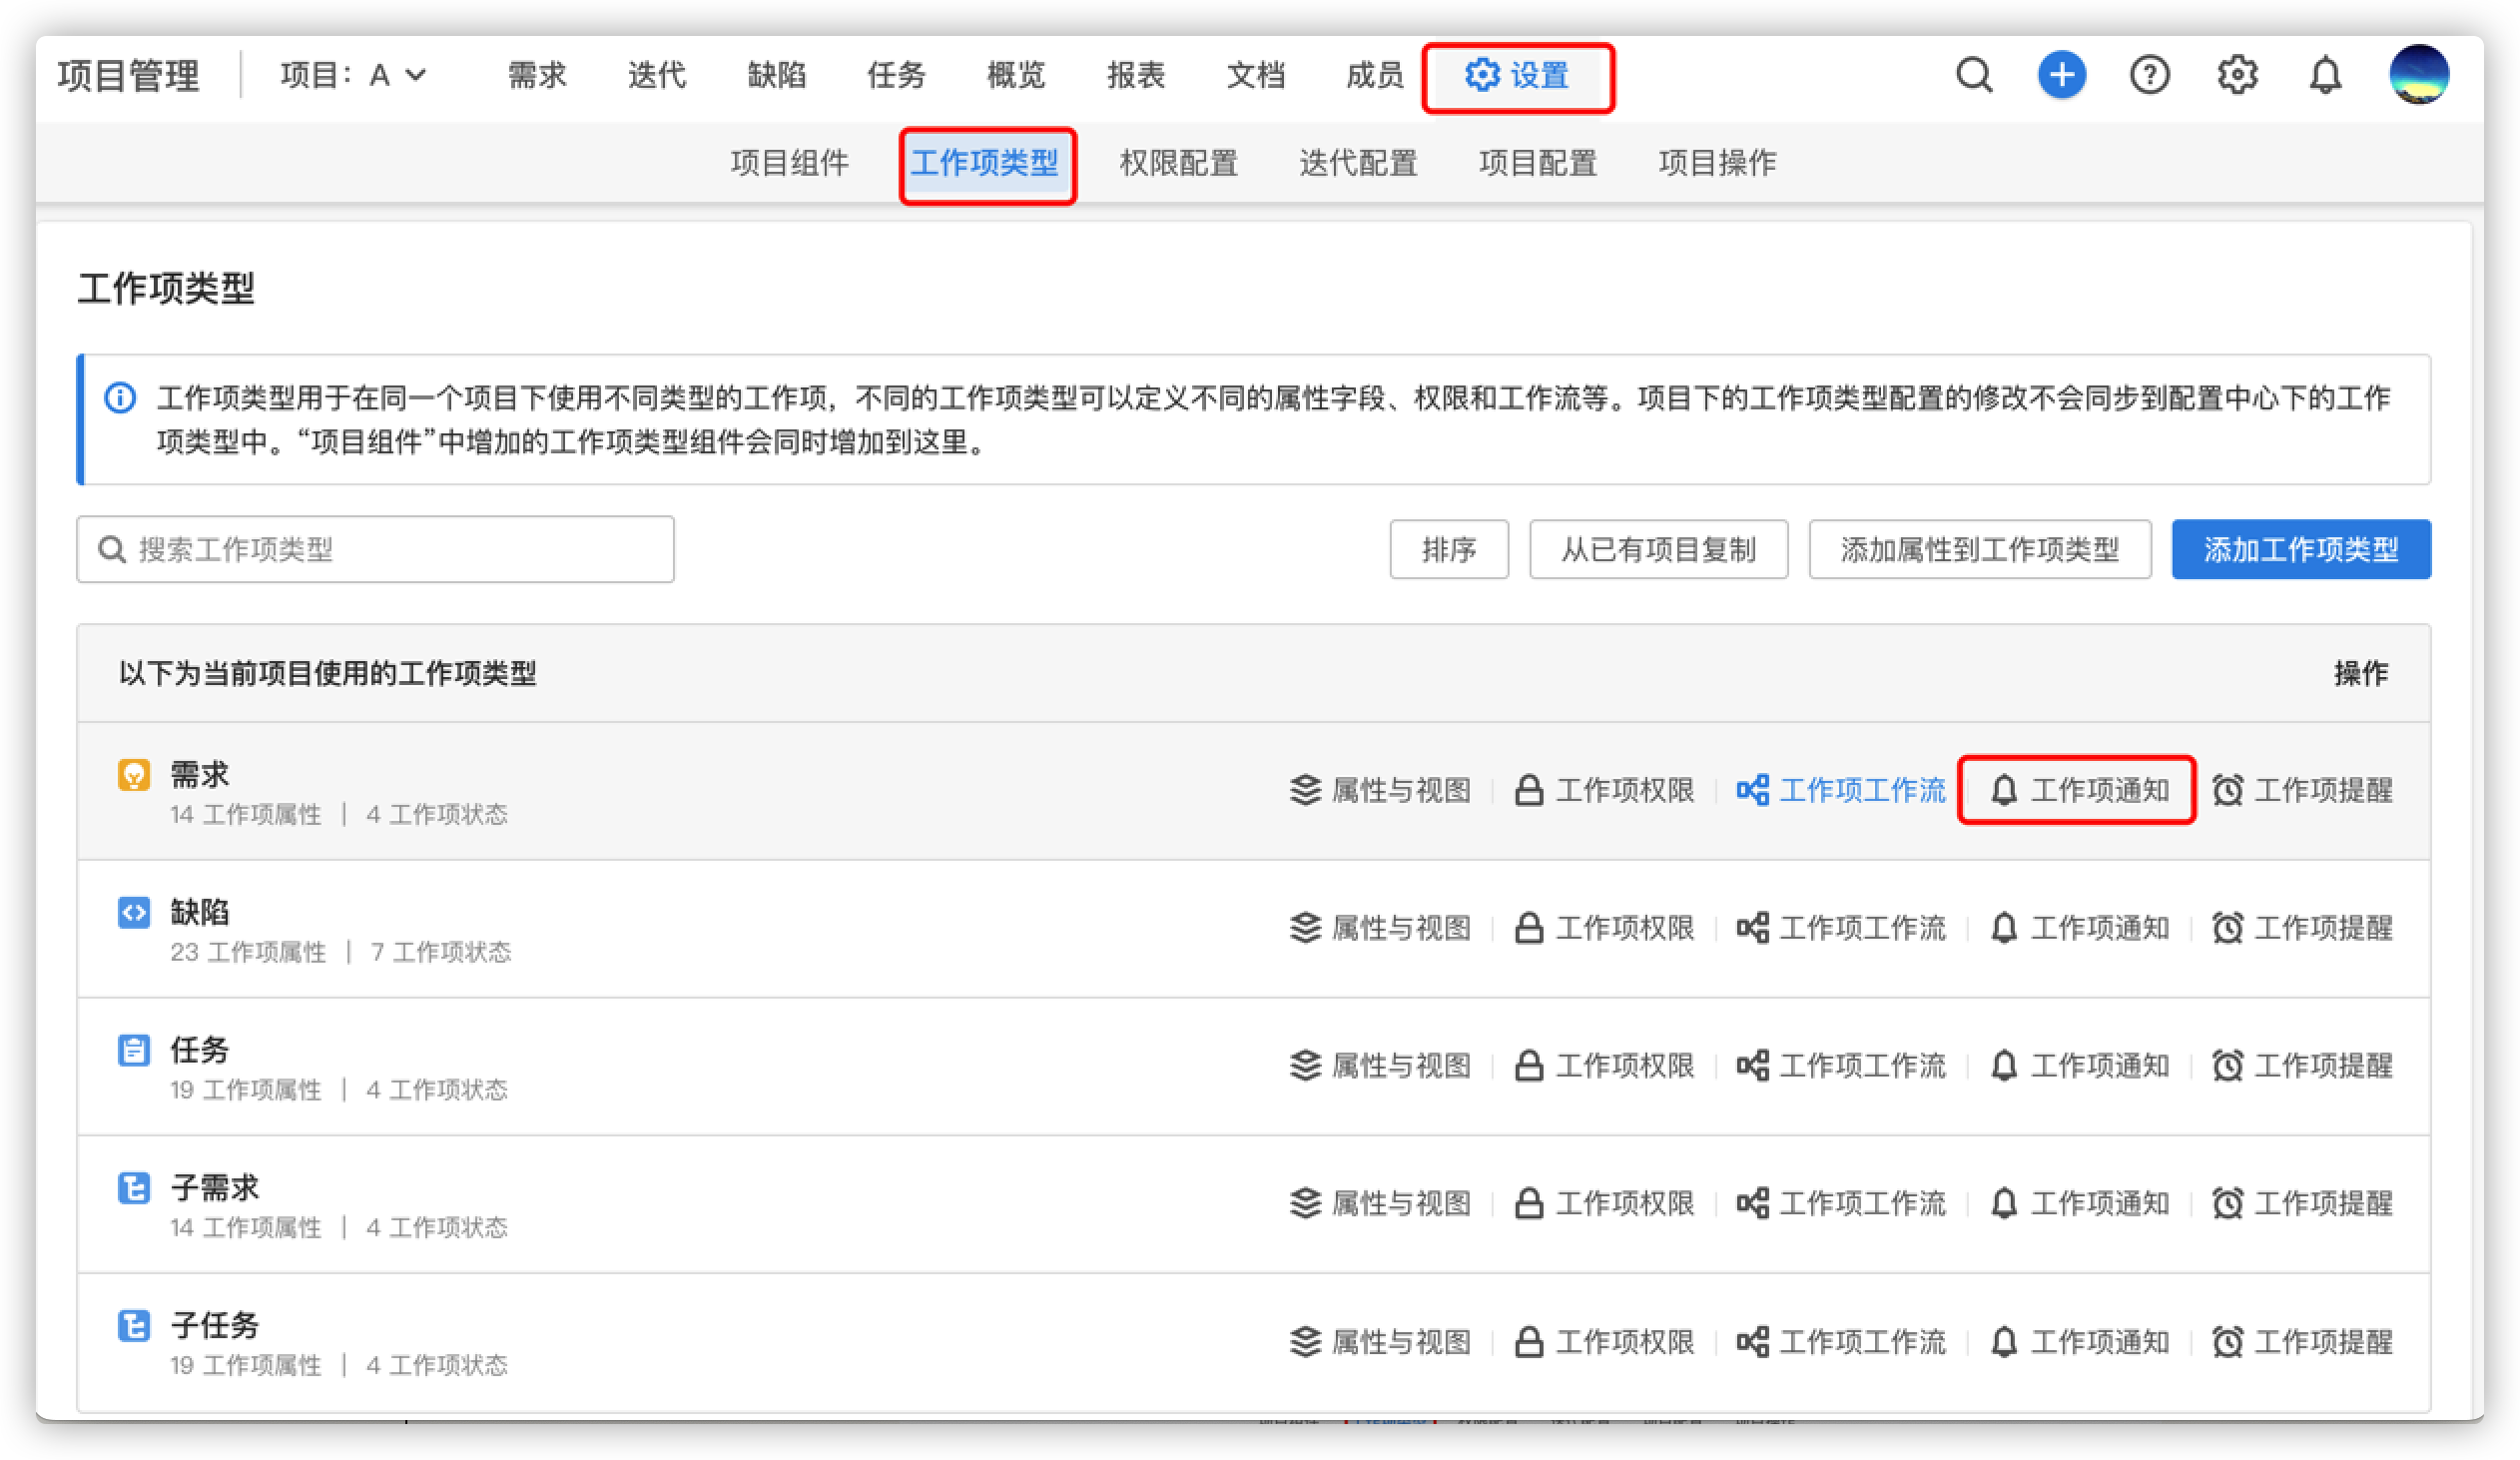 项目管理
项目：A
需求 迭代 缺陷 任务 概览 报表 文档 成员 设置
项目组件 工作项类型 权限配置 迭代配置 项目配置 项目操作
工作项类型
工作项类型用于在同一个项目下使用不同类型的工作项，不同的工作项类型可以定义不同的属性字段、权限和工作流等。项目下的工作项类型配置的修改不会同步到配置中心下的工作
项类型中。“项目组件”中增加的工作项类型组件会同时增加到这里。
搜索工作项类型
排序 从已有项目复制 添加属性到工作项类型 添加工作项类型
以下为当前项目使用的工作项类型 操作
需求
14 工作项属性 | 4 工作项状态
属性与视图 工作项权限 工作项工作流 工作项通知 工作项提醒
缺陷
23 工作项属性 | 7 工作项状态
属性与视图 工作项权限 工作项工作流 工作项通知 工作项提醒
任务
19 工作项属性 | 4 工作项状态
属性与视图 工作项权限 工作项工作流 工作项通知 工作项提醒
子需求
14 工作项属性 | 4 工作项状态
属性与视图 工作项权限 工作项工作流 工作项通知 工作项提醒
子任务
19 工作项属性 | 4 工作项状态
属性与视图 工作项权限 工作项工作流 工作项通知 工作项提醒